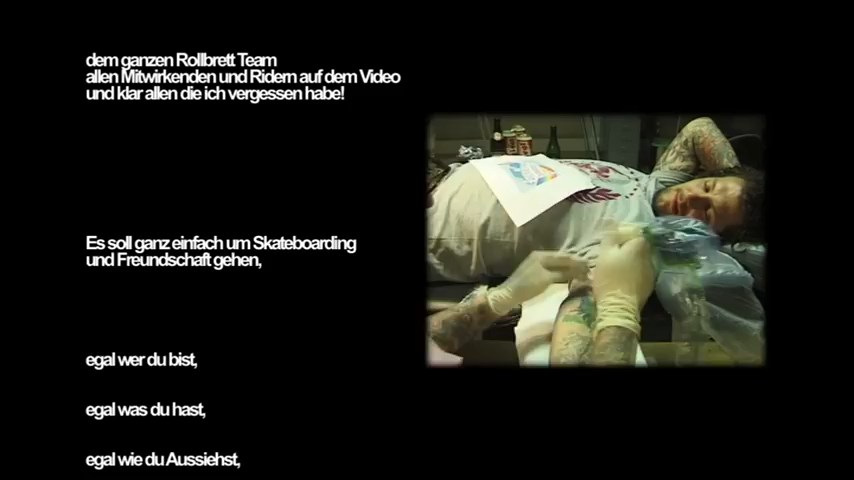 dem ganzen Rollbrett Team
allen Mitwirkenden und Ridern auf dem Video
und klar allen die ich vergessen habe!
Es soll ganz einfach um Skateboarding
und Freundschaft gehen,
egal wer du bist,
egal was du hast,
egal wie du Aussiehst,